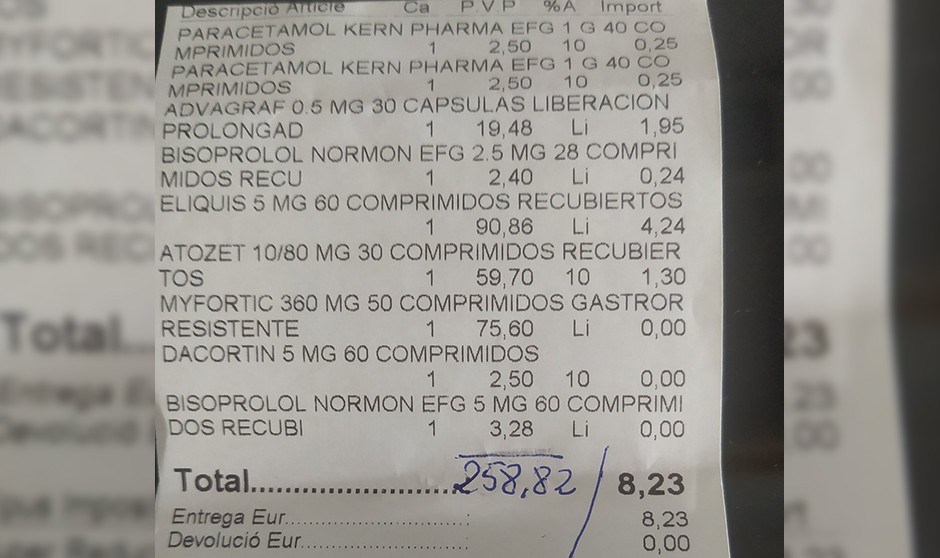 Descripció Article Ca P.V.P %A Import
PARACETAMOL KERN PHARMA EFG 1 G 40 CO
MPRIMIDOS 1 2,50 10 0,25
PARACETAMOL KERN PHARMA EFG 1 G 40 CO
MPRIMIDOS 1 2,50 10 0,25
ADVAGRAF 0.5 MG 30 CAPSULAS LIBERACION
PROLONGAD 1 19,48 Li 1,95
BISOPROLOL NORMON EFG 2.5 MG 28 COMPRI
MIDOS RECU 1 2,40 Li 0,24
ELIQUIS 5 MG 60 COMPRIMIDOS RECUBIERTOS
1 90,86 Li 4,24
ATOZET 10/80 MG 30 COMPRIMIDOS RECUBIER
TOS 1 59,70 10 1,30
MYFORTIC 360 MG 50 COMPRIMIDOS GASTROR
RESISTENTE 1 75,60 Li 0,00
DACORTIN 5 MG 60 COMPRIMIDOS
1 2,50 10 0,00
BISOPROLOL NORMON EFG 5 MG 60 COMPRIMI
DOS RECUBI 1 3,28 Li 0,00
Total........................258,82 / 8,23
Entrega Eur..........................: 8,23
Devolució Eur........................: 0,00